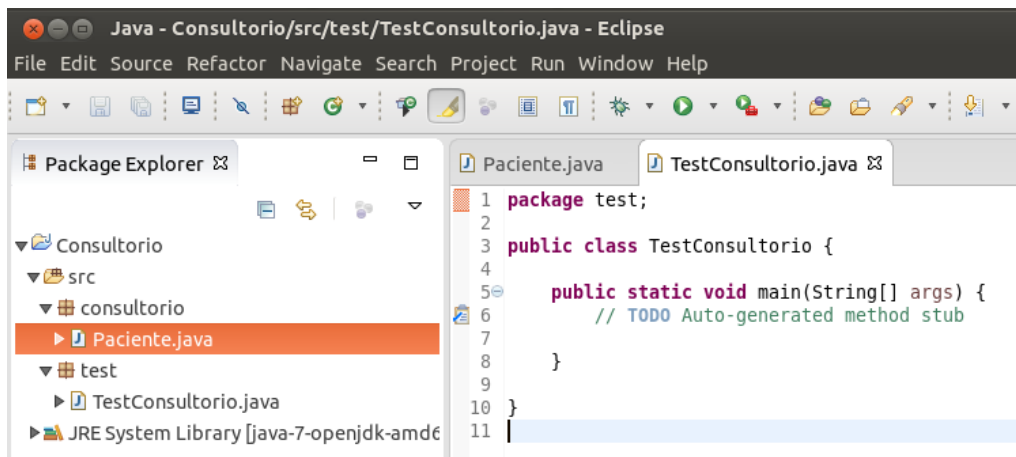 Java - Consultorio/src/test/TestConsultorio.java - Eclipse
File Edit Source Refactor Navigate Search Project Run Window Help
Package Explorer
Consultorio
src
consultorio
Paciente.java
test
TestConsultorio.java
JRE System Library [java-7-openjdk-amd6
Paciente.java
TestConsultorio.java
1 package test;
2
3 public class TestConsultorio {
4
5 public static void main(String[] args) {
6 // TODO Auto-generated method stub
7
8 }
9
10 }
11